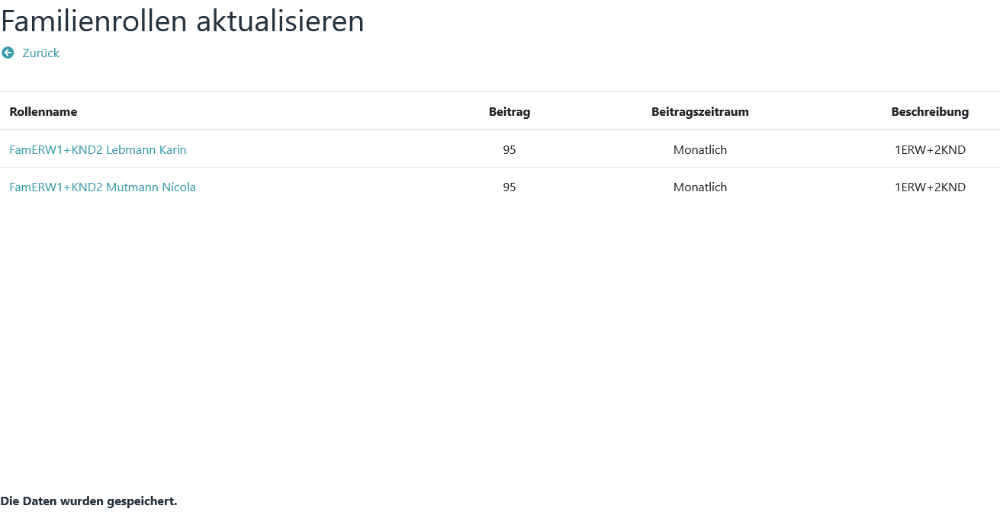 Familienrollen aktualisieren
Zurück
Rollenname Beitrag Beitragszeitraum Beschreibung
FamERW1+KND2 Lebmann Karin 95 Monatlich 1ERW+2KND
FamERW1+KND2 Mutmann Nicola 95 Monatlich 1ERW+2KND
Die Daten wurden gespeichert.